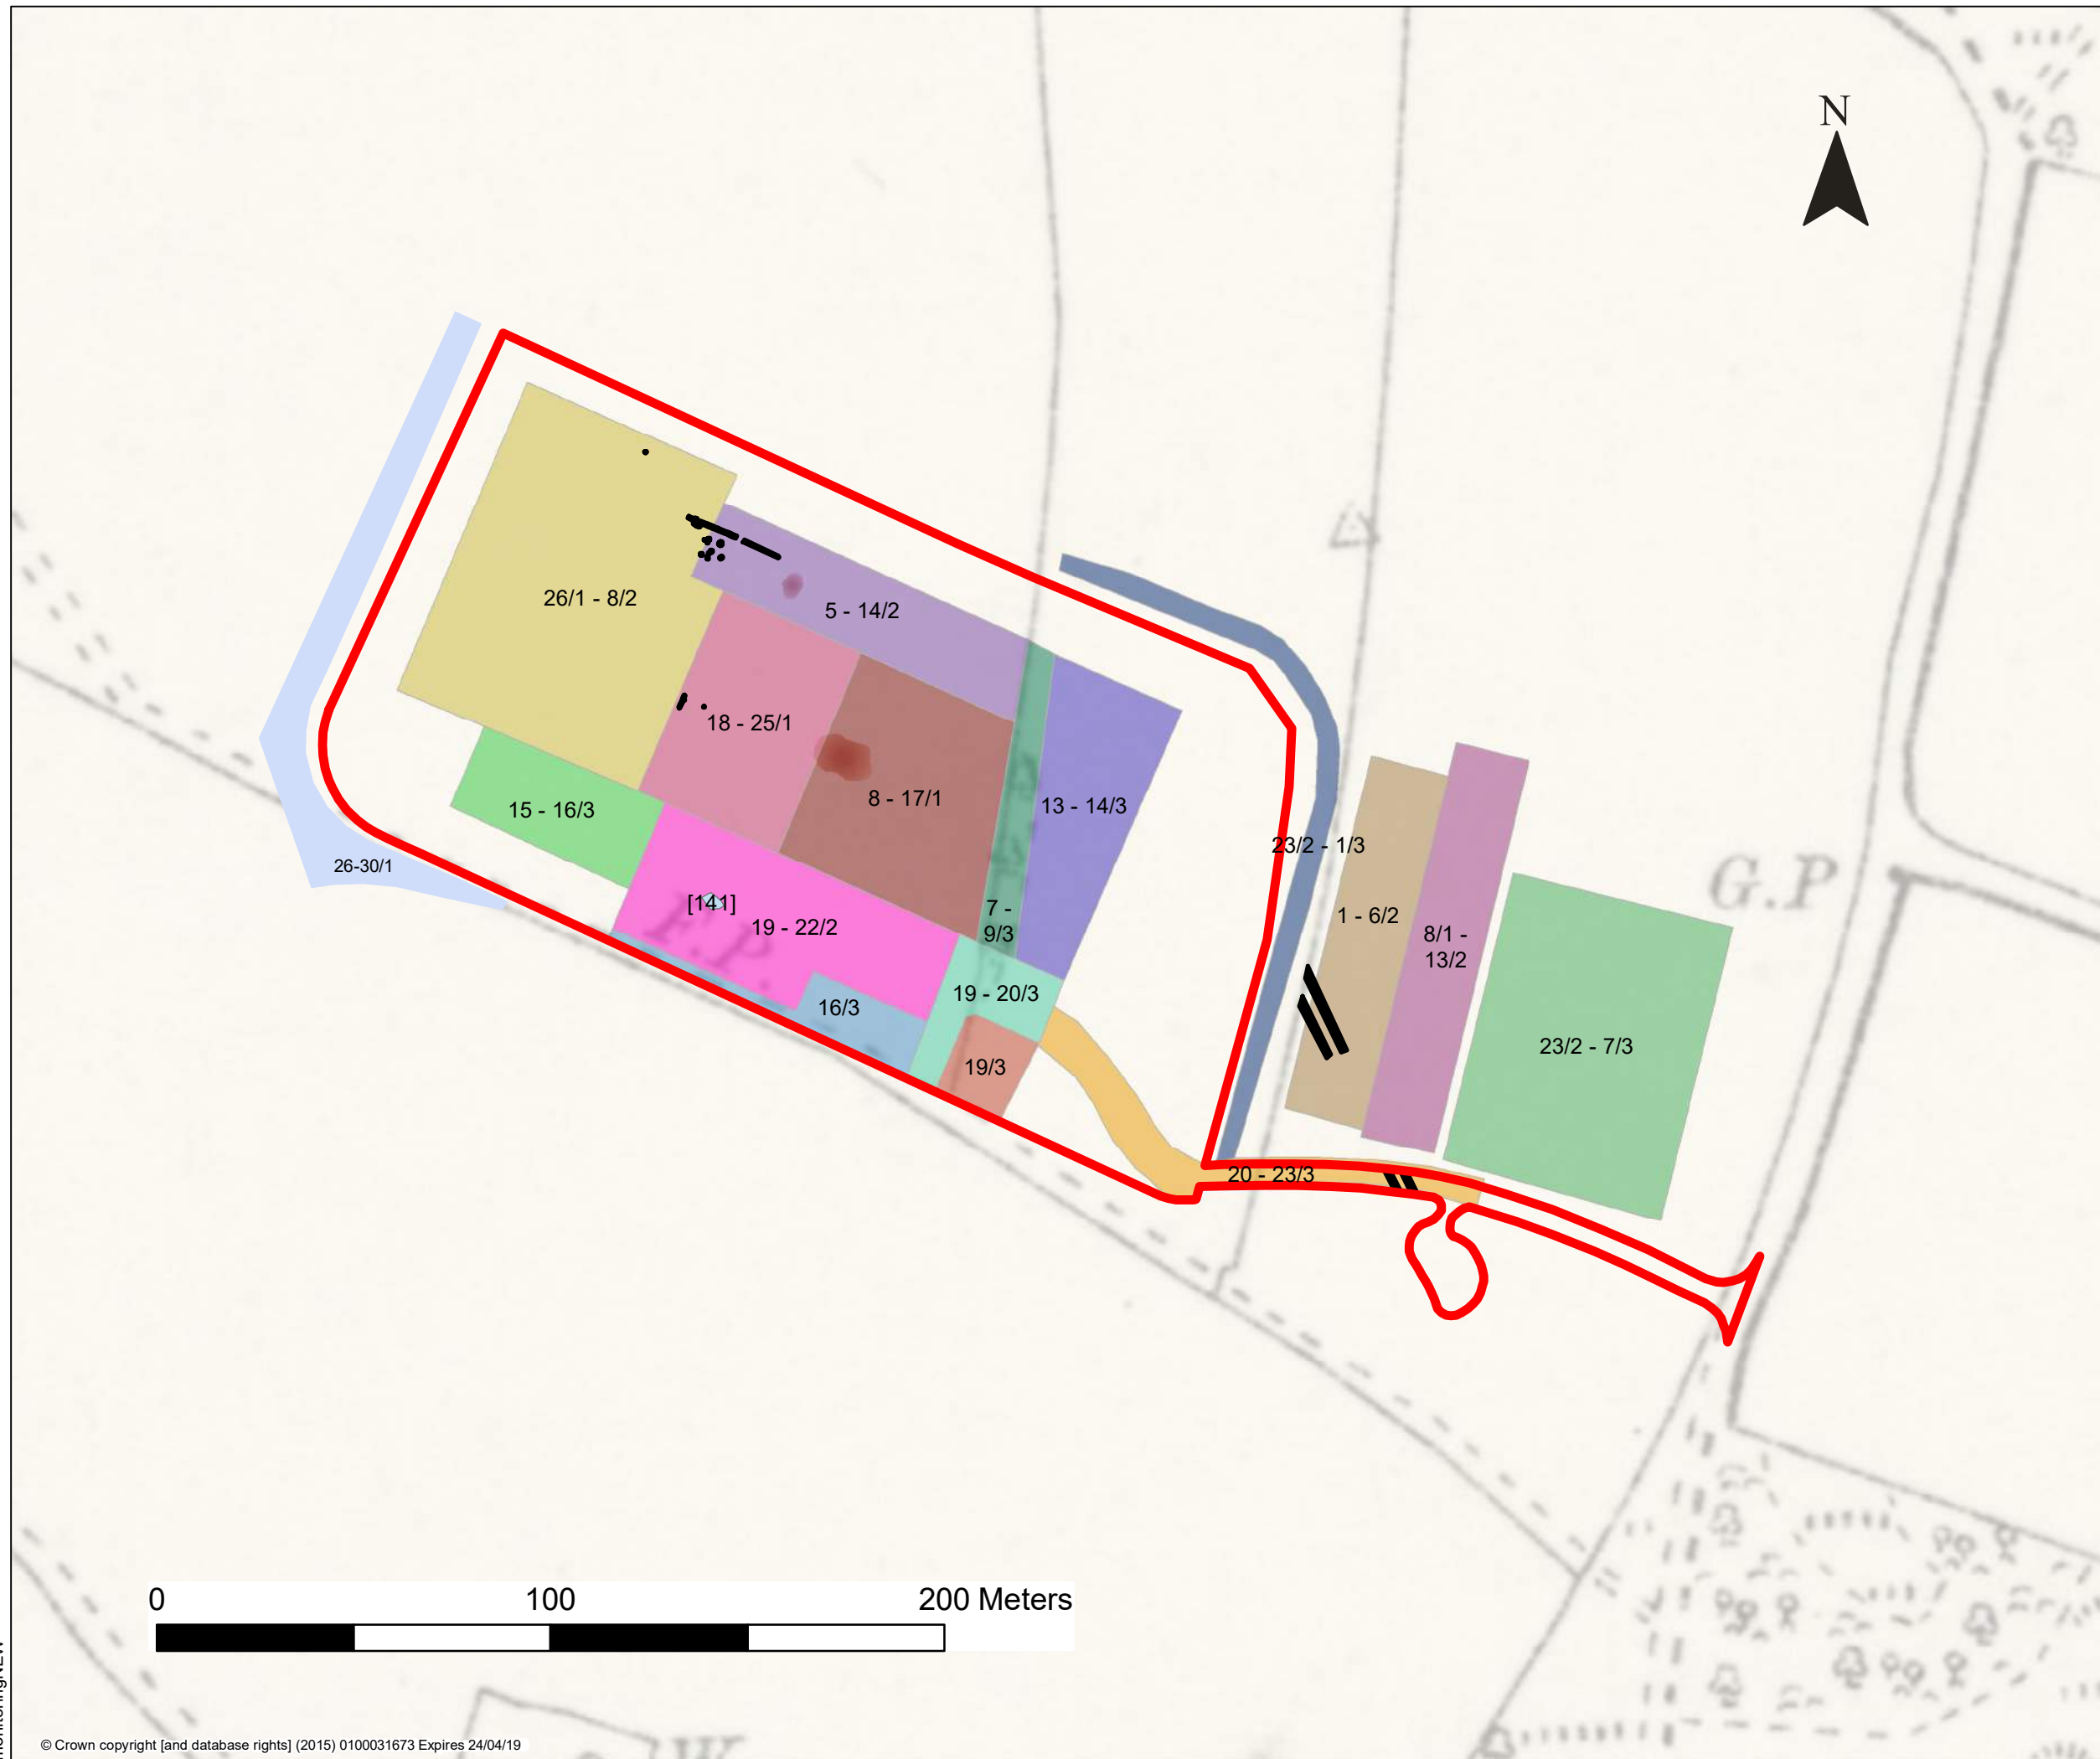 N
26/1 - 8/2
5 - 14/2
18 - 25/1
8 - 17/1
15 - 16/3
13 - 14/3
23/2 - 1/3
26-30/1
G.P
[141]
19 - 22/2
7 -
9/3
1 - 6/2
8/1 -
13/2
F.P.
16/3
19 - 20/3
19/3
23/2 - 7/3
20 - 23/3
0
100
200 Meters
© Crown copyright [and database rights] (2015) 0100031673 Expires 24/04/19